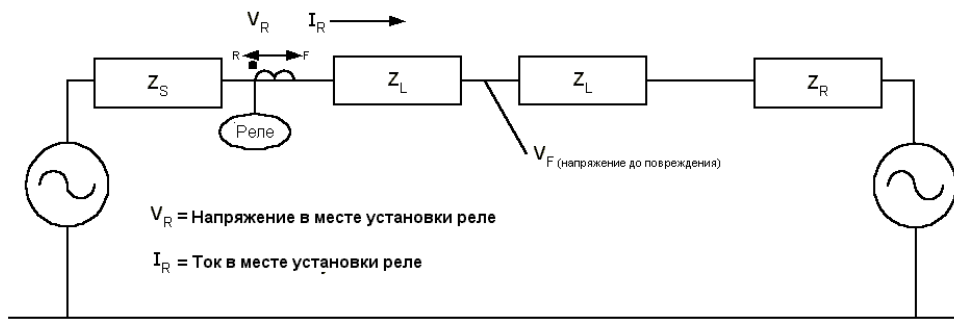 V_R I_R
R F
Z_S
Z_L
Z_L
Z_R
Реле
V_F (напряжение до повреждения)
V_R = Напряжение в месте установки реле
I_R = Ток в месте установки реле